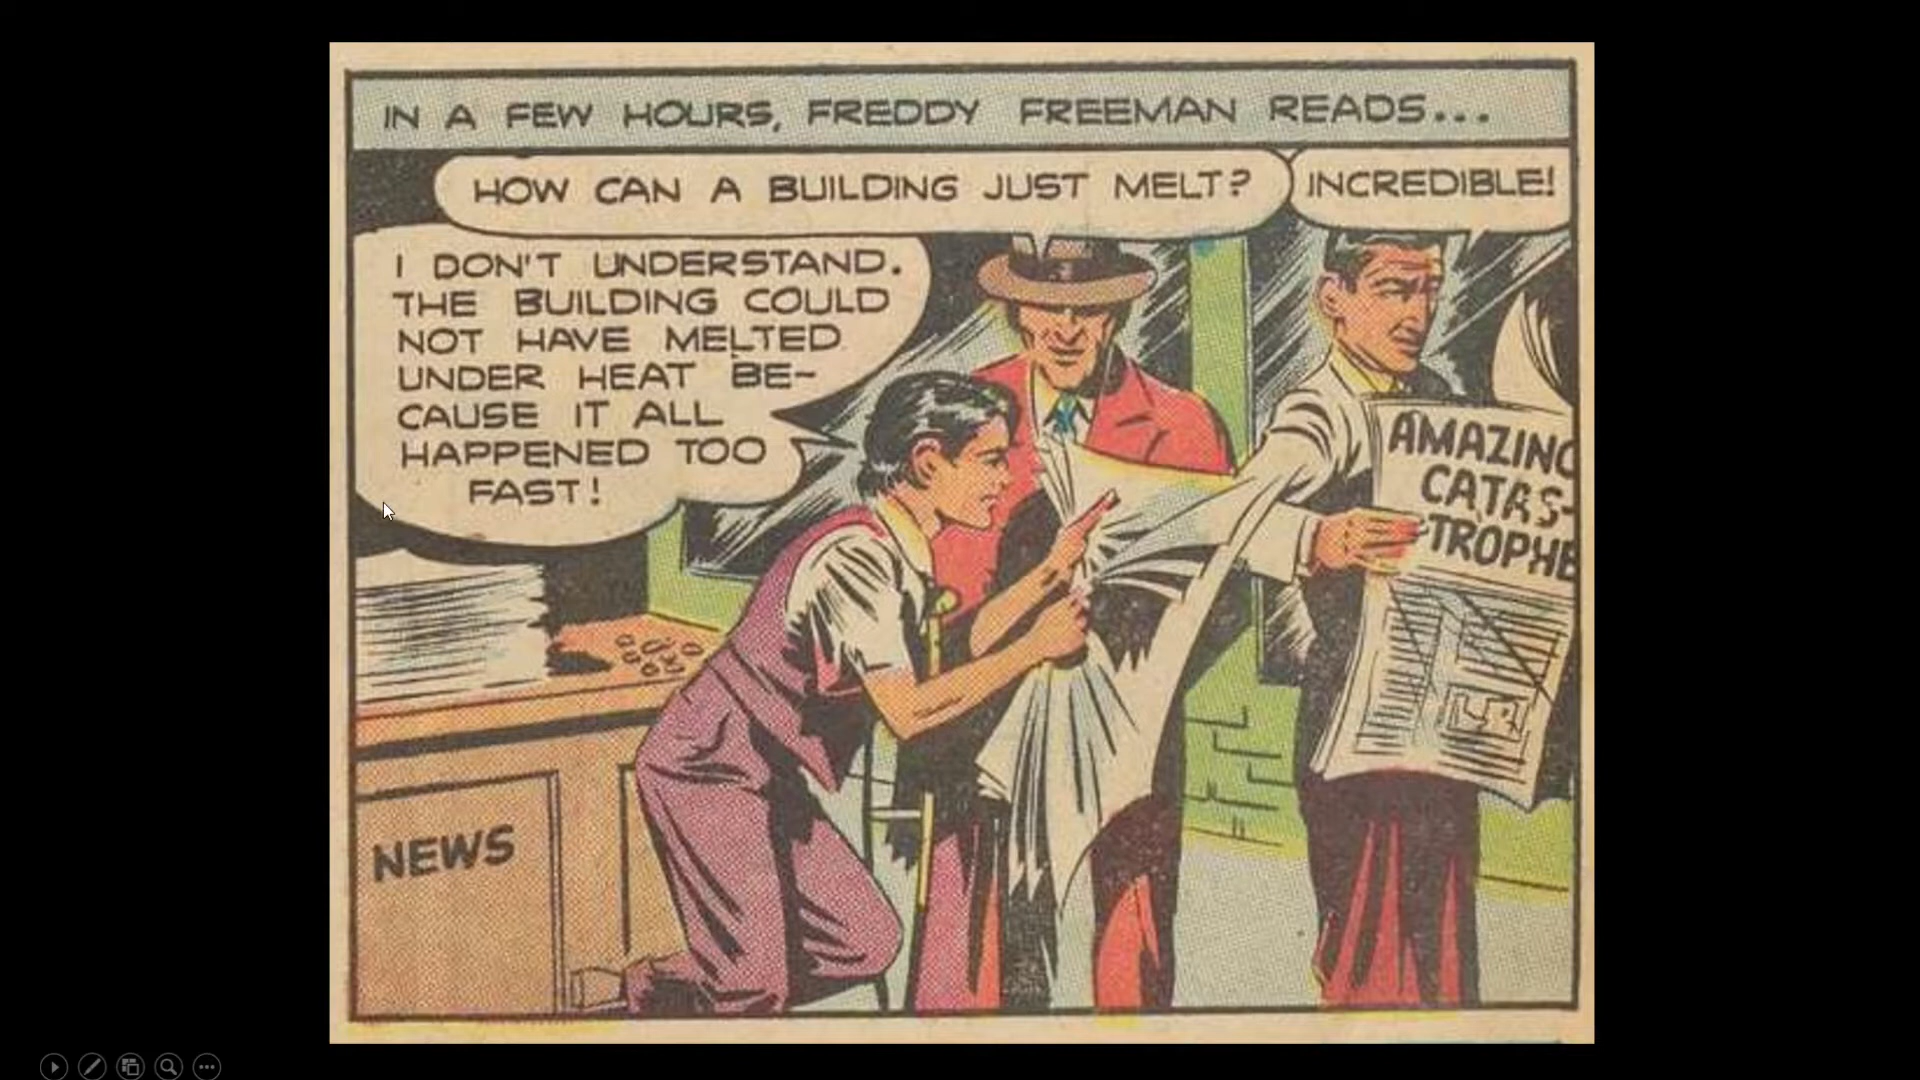 IN A FEW HOURS, FREDDY FREEMAN READS...
HOW CAN A BUILDING JUST MELT?
INCREDIBLE!
I DON'T UNDERSTAND.
THE BUILDING COULD
NOT HAVE MELTED
UNDER HEAT BE-
CAUSE IT ALL
HAPPENED TOO
FAST!
AMAZING
CATAS-
TROPHE
NEWS